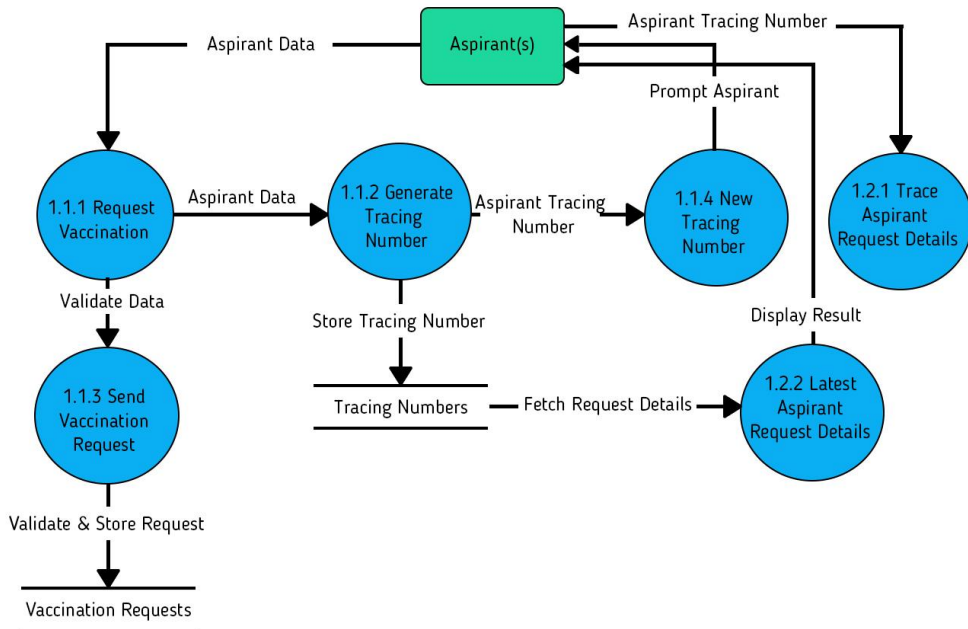 Aspirant Data
Aspirant(s)
Aspirant Tracing Number
Prompt Aspirant
1.1.1 Request
Vaccination
Aspirant Data
1.1.2 Generate
Tracing
Number
Aspirant Tracing
Number
1.1.4 New
Tracing
Number
1.2.1 Trace
Aspirant
Request Details
Validate Data
Store Tracing Number
Display Result
1.1.3 Send
Vaccination
Request
Tracing Numbers
Fetch Request Details
1.2.2 Latest
Aspirant
Request Details
Validate & Store Request
Vaccination Requests